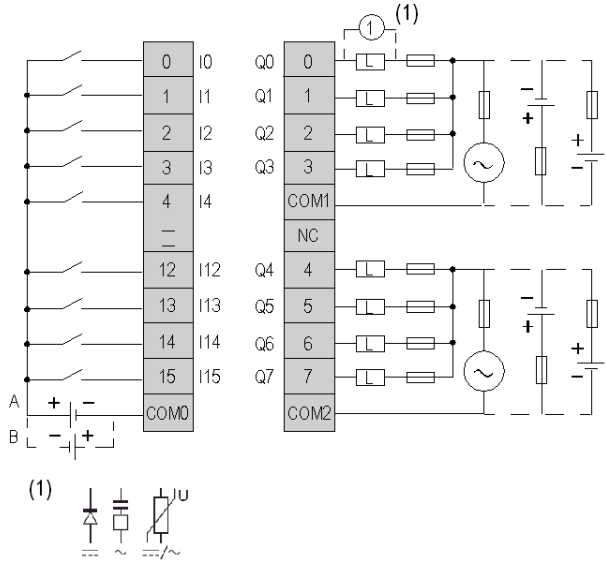 (1)
1
0 I0 Q0 0 L
1 I1 Q1 1 L
2 I2 Q2 2 L
3 I3 Q3 3 L
4 I4 COM1
NC
12 I12 Q4 4 L
13 I13 Q5 5 L
14 I14 Q6 6 L
15 I15 Q7 7 L
A + − COM0 COM2
B − +
− + + −
− + + −
~
~
(1)
U
~ /~